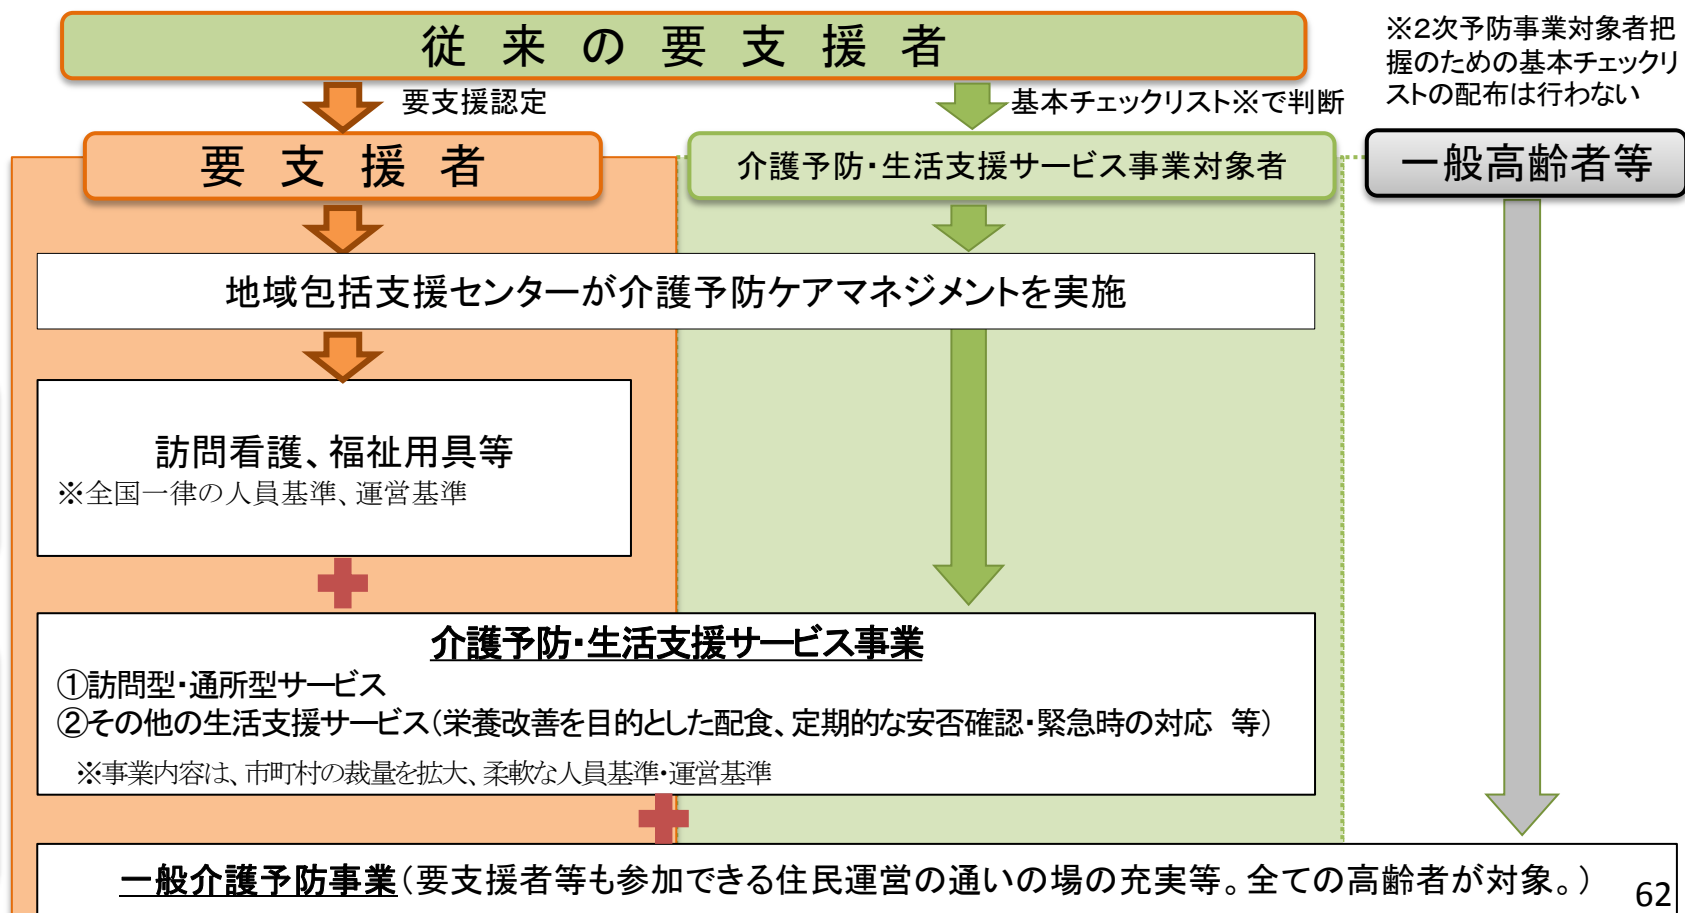 従来の要支援者
※2次予防事業対象者把
握のための基本チェックリ
ストの配布は行わない
要支援認定
基本チェックリスト※で判断
要支援者
介護予防・生活支援サービス事業対象者
一般高齢者等
地域包括支援センターが介護予防ケアマネジメントを実施
訪問看護、福祉用具等
※全国一律の人員基準、運営基準
介護予防・生活支援サービス事業
①訪問型・通所型サービス
②その他の生活支援サービス(栄養改善を目的とした配食、定期的な安否確認・緊急時の対応 等)
※事業内容は、市町村の裁量を拡大、柔軟な人員基準・運営基準
一般介護予防事業(要支援者等も参加できる住民運営の通いの場の充実等。全ての高齢者が対象。)
62